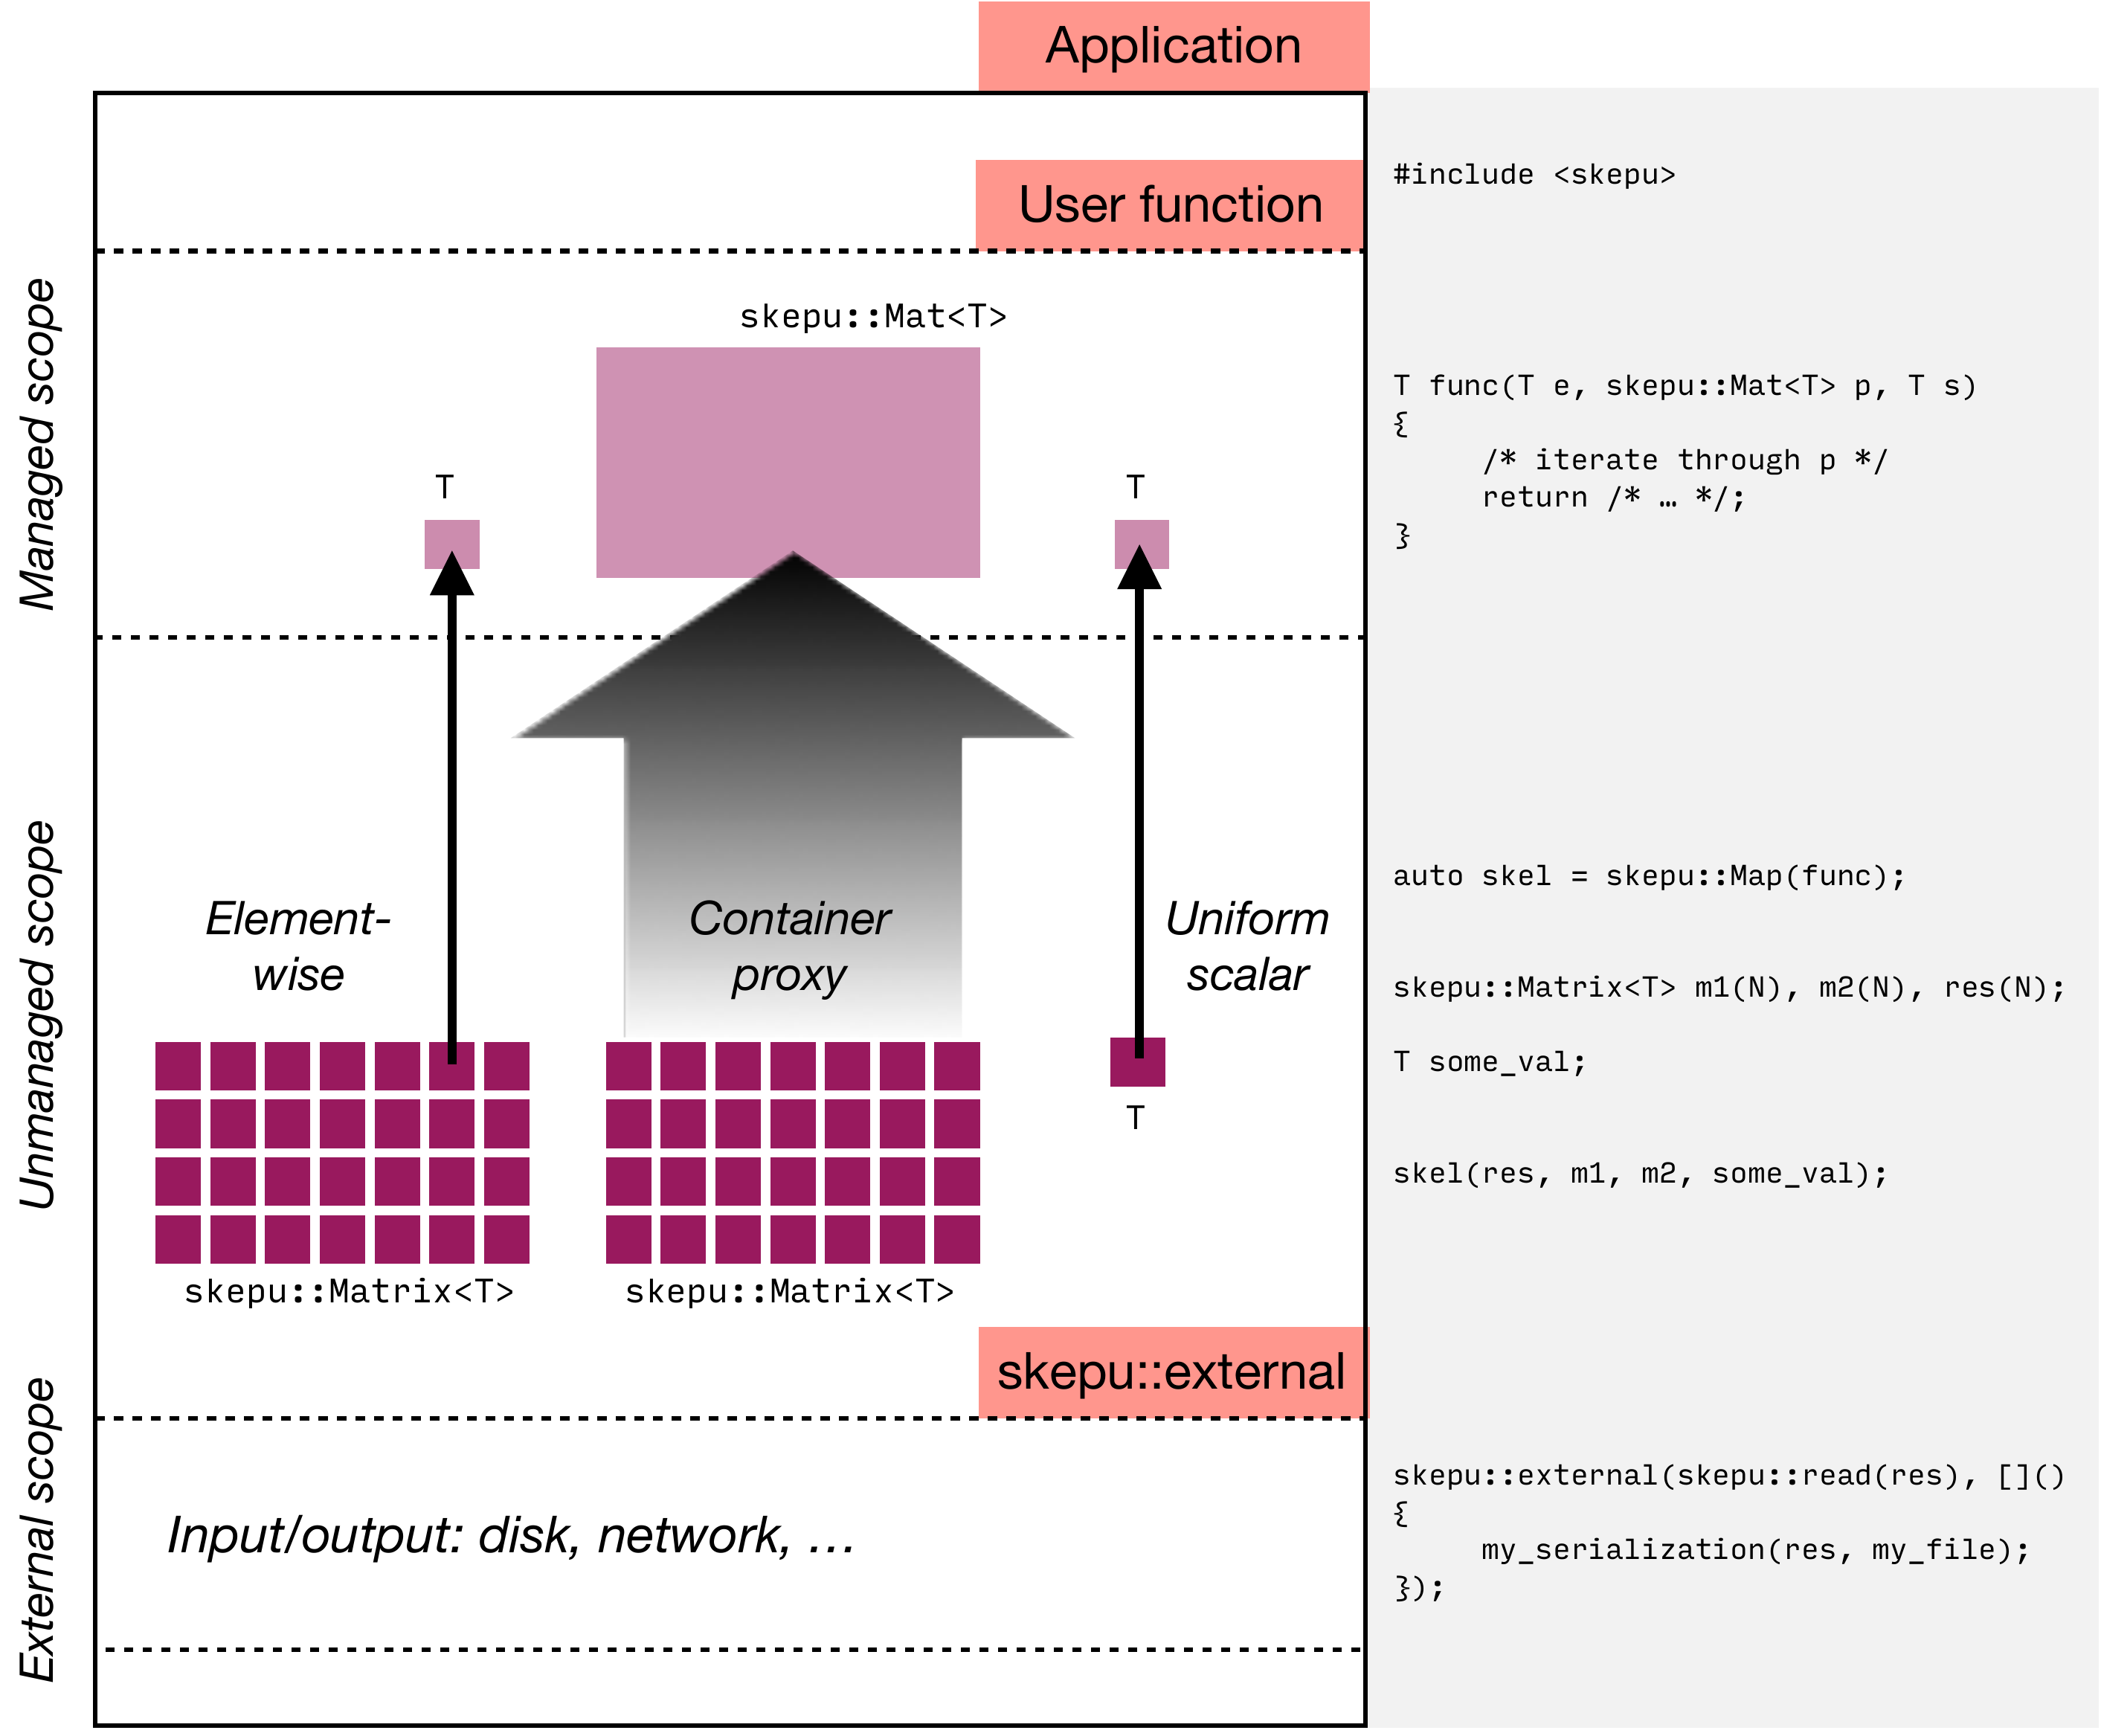 Application
User function
Managed scope
skepu::Mat<T>
T
T
Unmanaged scope
Element-
wise
Container
proxy
Uniform
scalar
T
skepu::Matrix<T>
skepu::Matrix<T>
skepu::external
External scope
Input/output: disk, network, …
#include <skepu>
T func(T e, skepu::Mat<T> p, T s)
{
/* iterate through p */
return /* … */;
}
auto skel = skepu::Map(func);
skepu::Matrix<T> m1(N), m2(N), res(N);
T some_val;
skel(res, m1, m2, some_val);
skepu::external(skepu::read(res), []()
{
my_serialization(res, my_file);
});